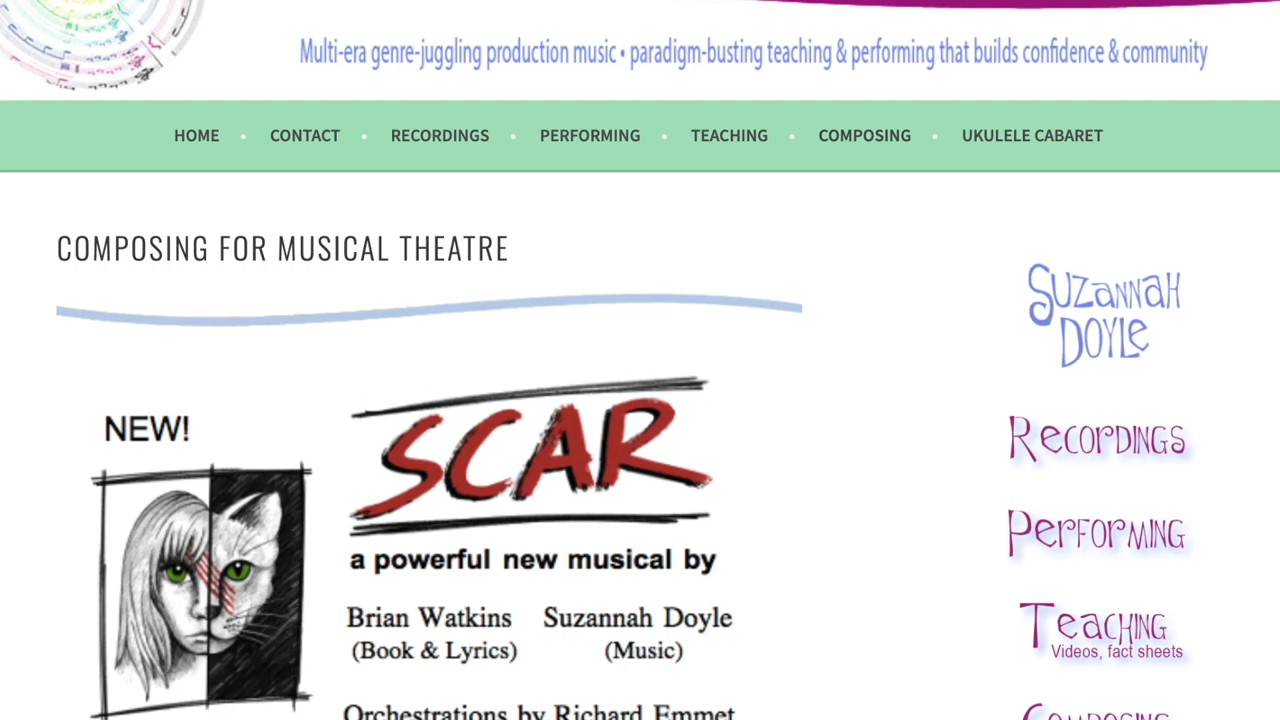 Multi-era genre-juggling production music • paradigm-busting teaching & performing that builds confidence & community
HOME • CONTACT • RECORDINGS • PERFORMING • TEACHING • COMPOSING • UKULELE CABARET
COMPOSING FOR MUSICAL THEATRE
NEW!
SCAR
a powerful new musical by
Brian Watkins Suzannah Doyle
(Book & Lyrics) (Music)
Orchestrations by Richard Emmet
SUZANNAH
DOYLE
RECORDINGS
PERFORMING
TEACHING
Videos, fact sheets
COMPOSING